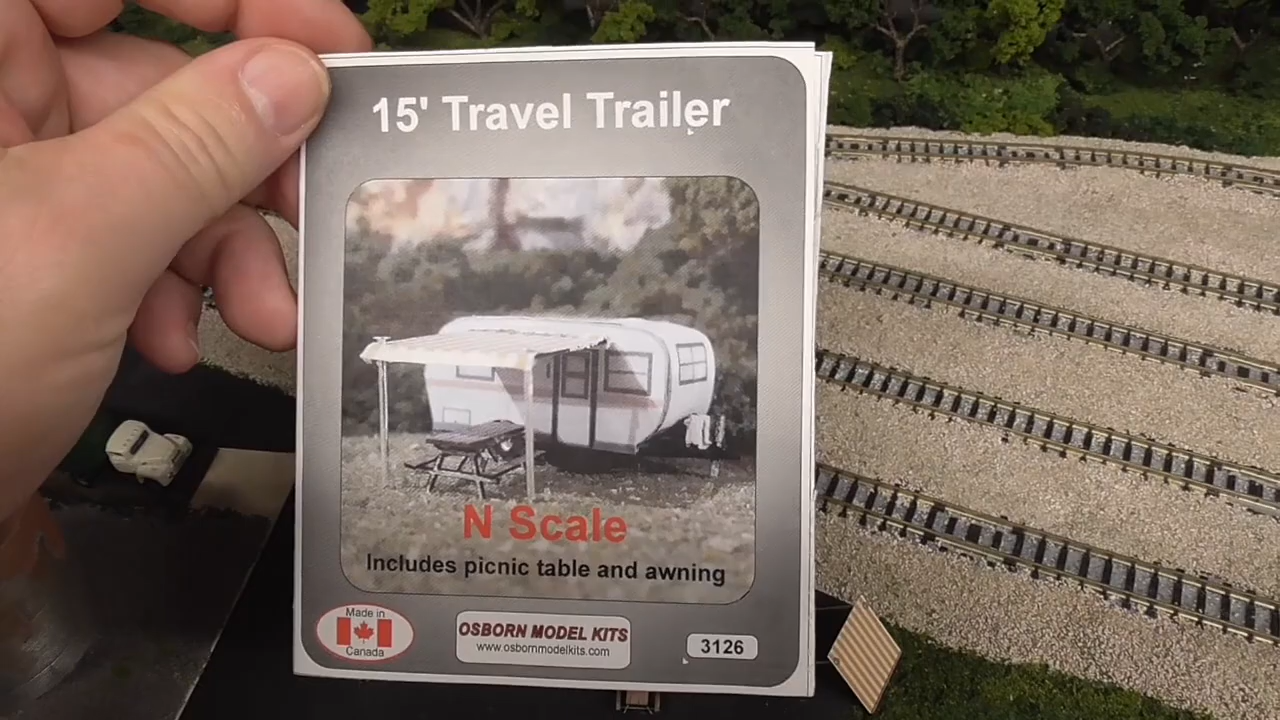 15' Travel Trailer
N Scale
Includes picnic table and awning
Made in
Canada
OSBORN MODEL KITS
www.osbornmodelkits.com
3126